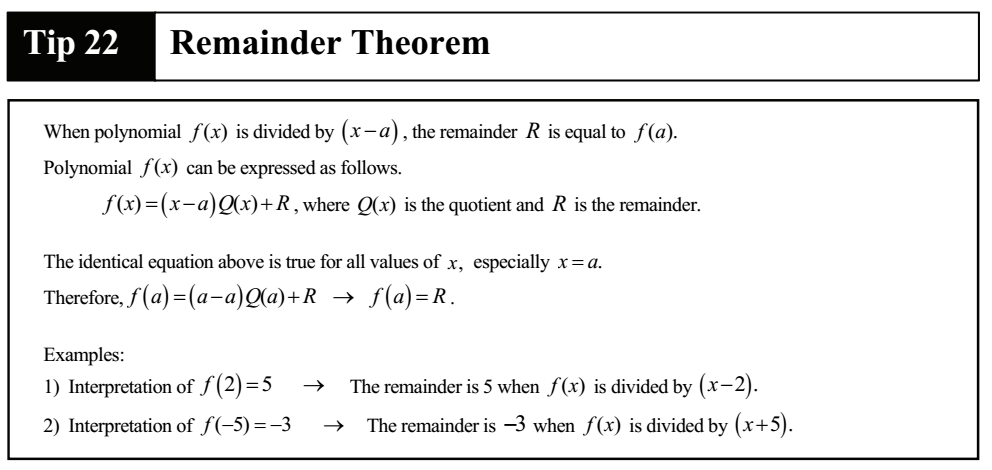 Tip 22 Remainder Theorem
When polynomial f(x) is divided by (x−a), the remainder R is equal to f(a).
Polynomial f(x) can be expressed as follows.
f(x)=(x−a)Q(x)+R, where Q(x) is the quotient and R is the remainder.
The identical equation above is true for all values of x, especially x=a.
Therefore, f(a)=(a−a)Q(a)+R → f(a)=R.
Examples:
1) Interpretation of f(2)=5 → The remainder is 5 when f(x) is divided by (x−2).
2) Interpretation of f(−5)=−3 → The remainder is −3 when f(x) is divided by (x+5).